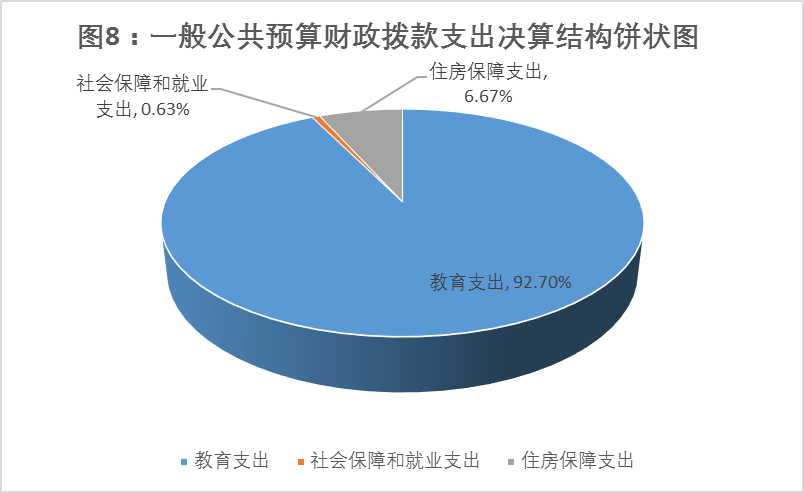 图8：一般公共预算财政拨款支出决算结构饼状图
社会保障和就业
支出, 0.63%
住房保障支出,
6.67%
教育支出, 92.70%
教育支出 社会保障和就业支出 住房保障支出